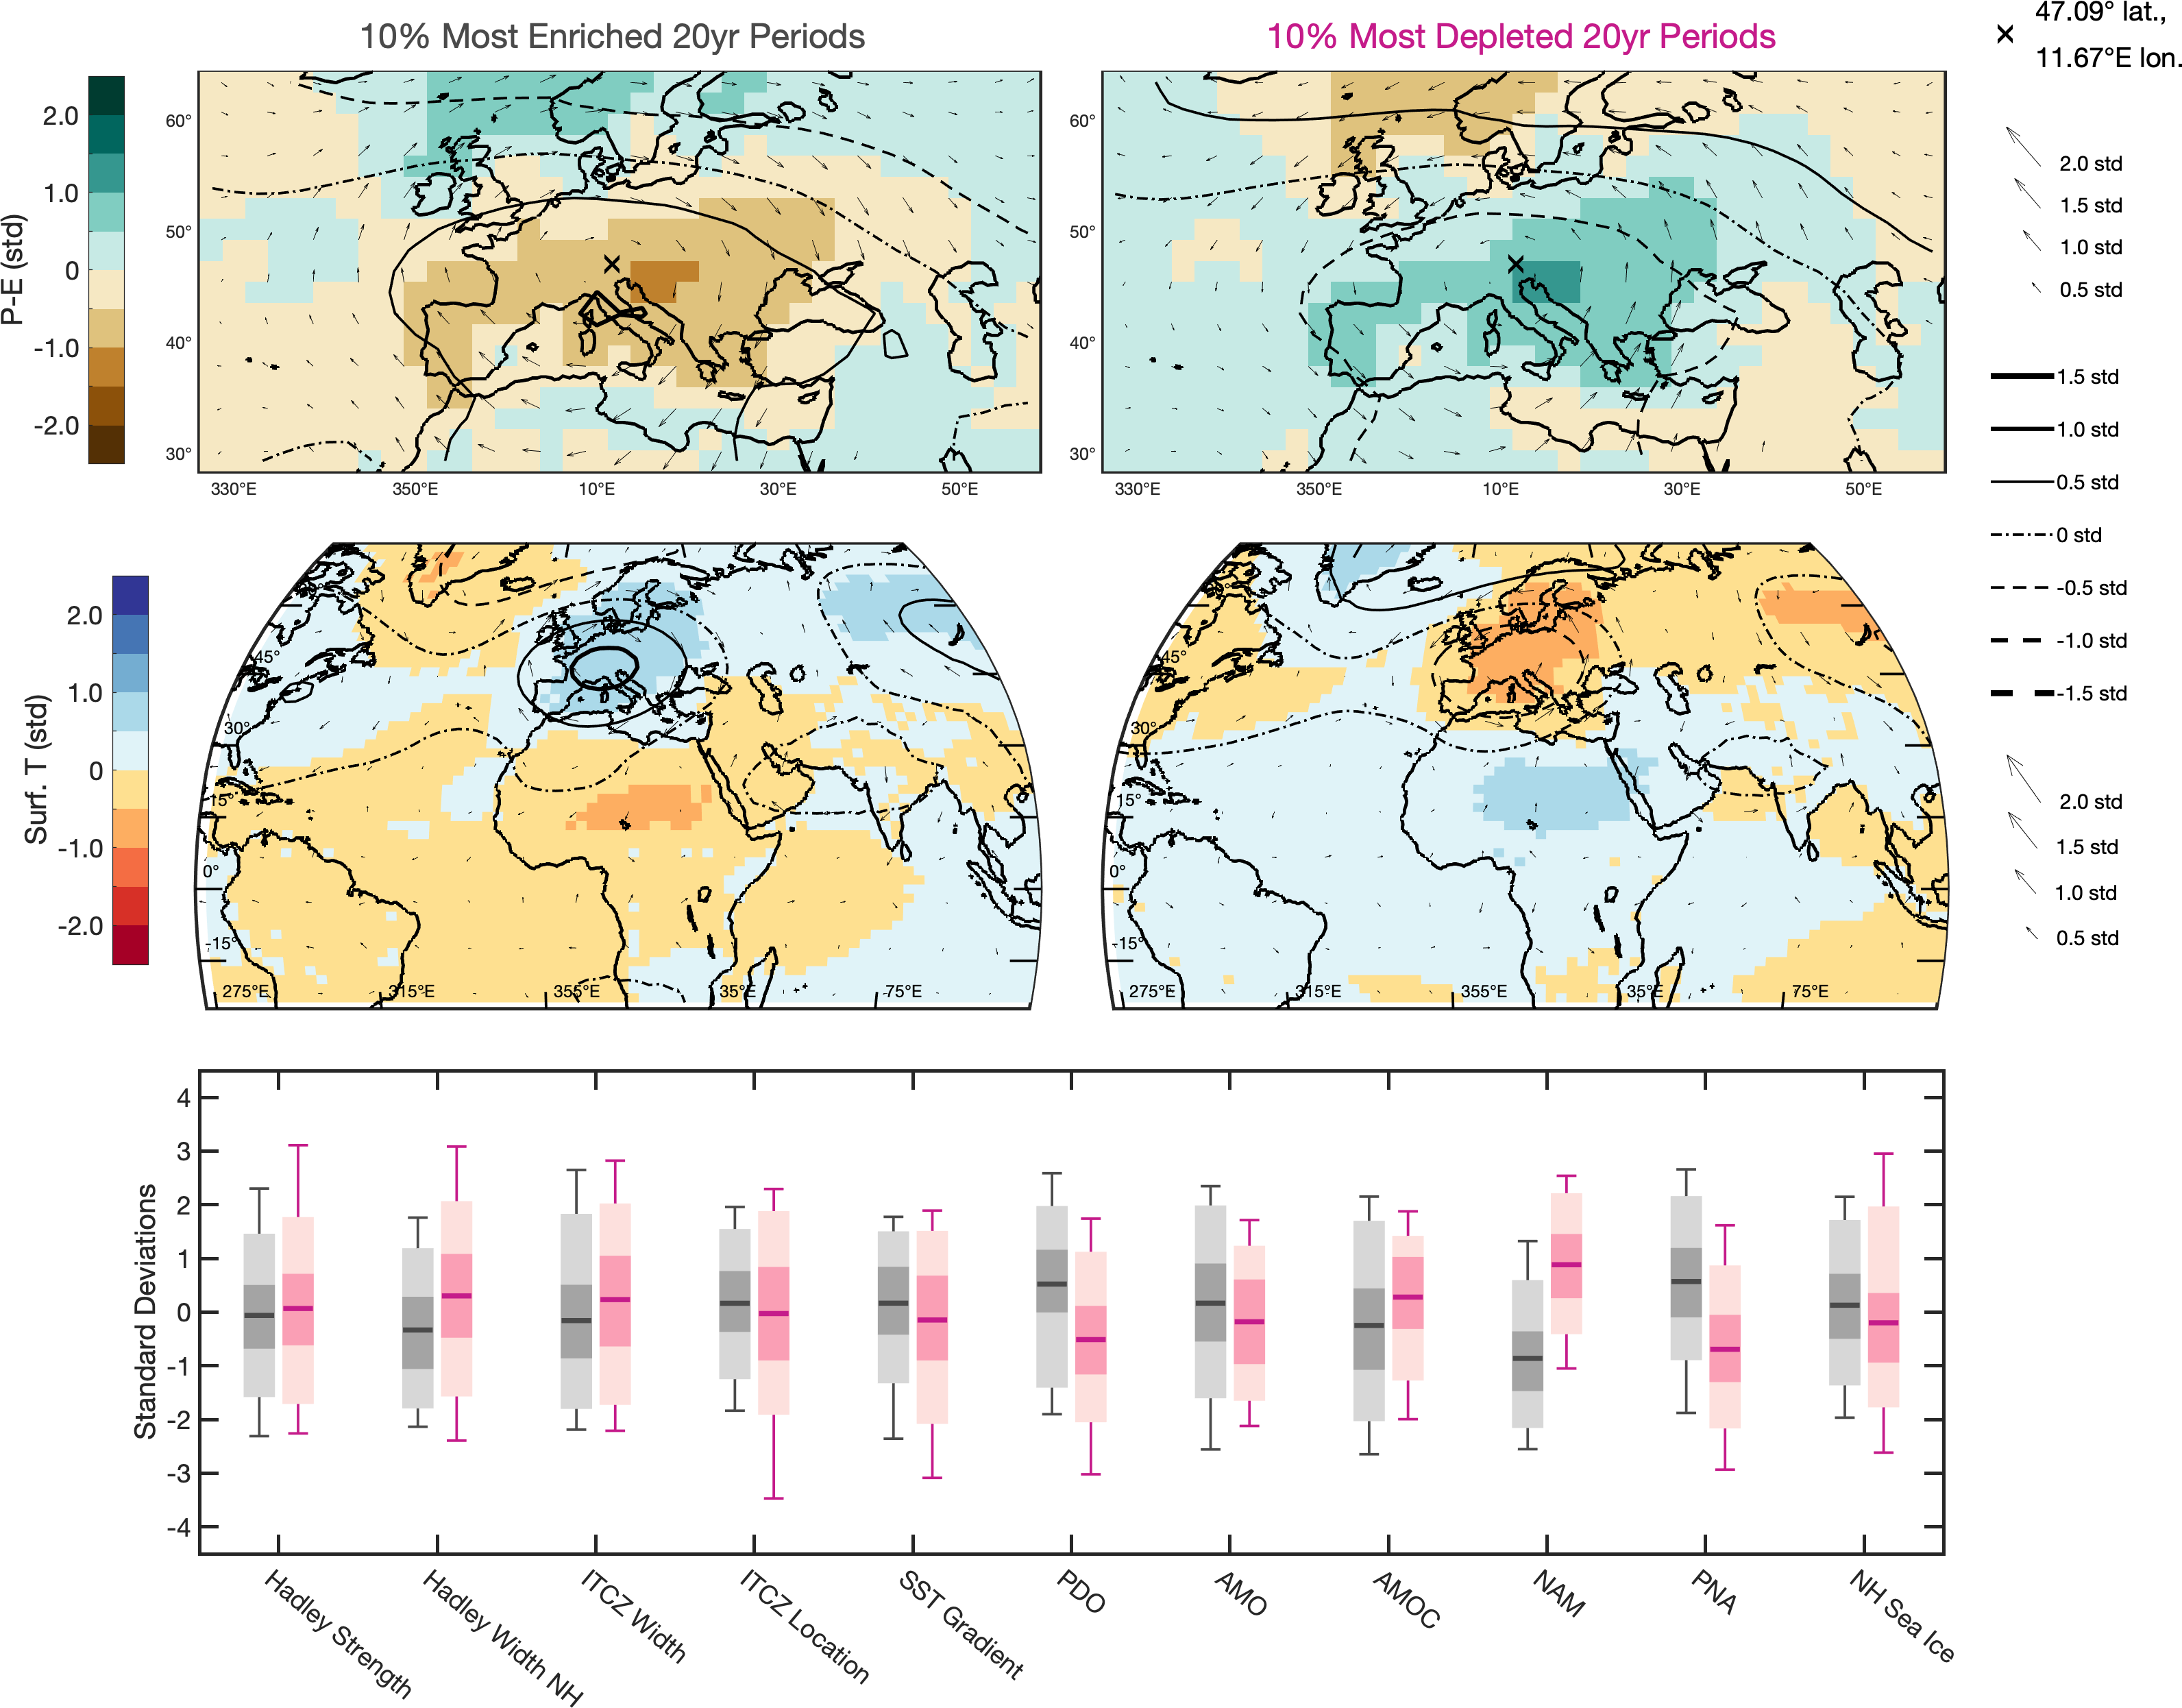 10% Most Enriched 20yr Periods
10% Most Depleted 20yr Periods
47.09° lat.,
11.67°E lon.
P-E (std)
2.0
1.0
0
-1.0
-2.0
60°
50°
40°
30°
330°E 350°E 10°E 30°E 50°E
60°
50°
40°
30°
330°E 350°E 10°E 30°E 50°E
2.0 std
1.5 std
1.0 std
0.5 std
1.5 std
1.0 std
0.5 std
0 std
-0.5 std
-1.0 std
-1.5 std
Surf. T (std)
2.0
1.0
0
-1.0
-2.0
45°
30°
15°
0°
-15°
275°E 315°E 355°E 35°E 75°E
45°
30°
15°
0°
-15°
275°E 315°E 355°E 35°E 75°E
2.0 std
1.5 std
1.0 std
0.5 std
Standard Deviations
4
3
2
1
0
-1
-2
-3
-4
Hadley Strength
Hadley Width NH
ITCZ Width
ITCZ Location
SST Gradient
PDO
AMO
AMOC
NAM
PNA
NH Sea Ice